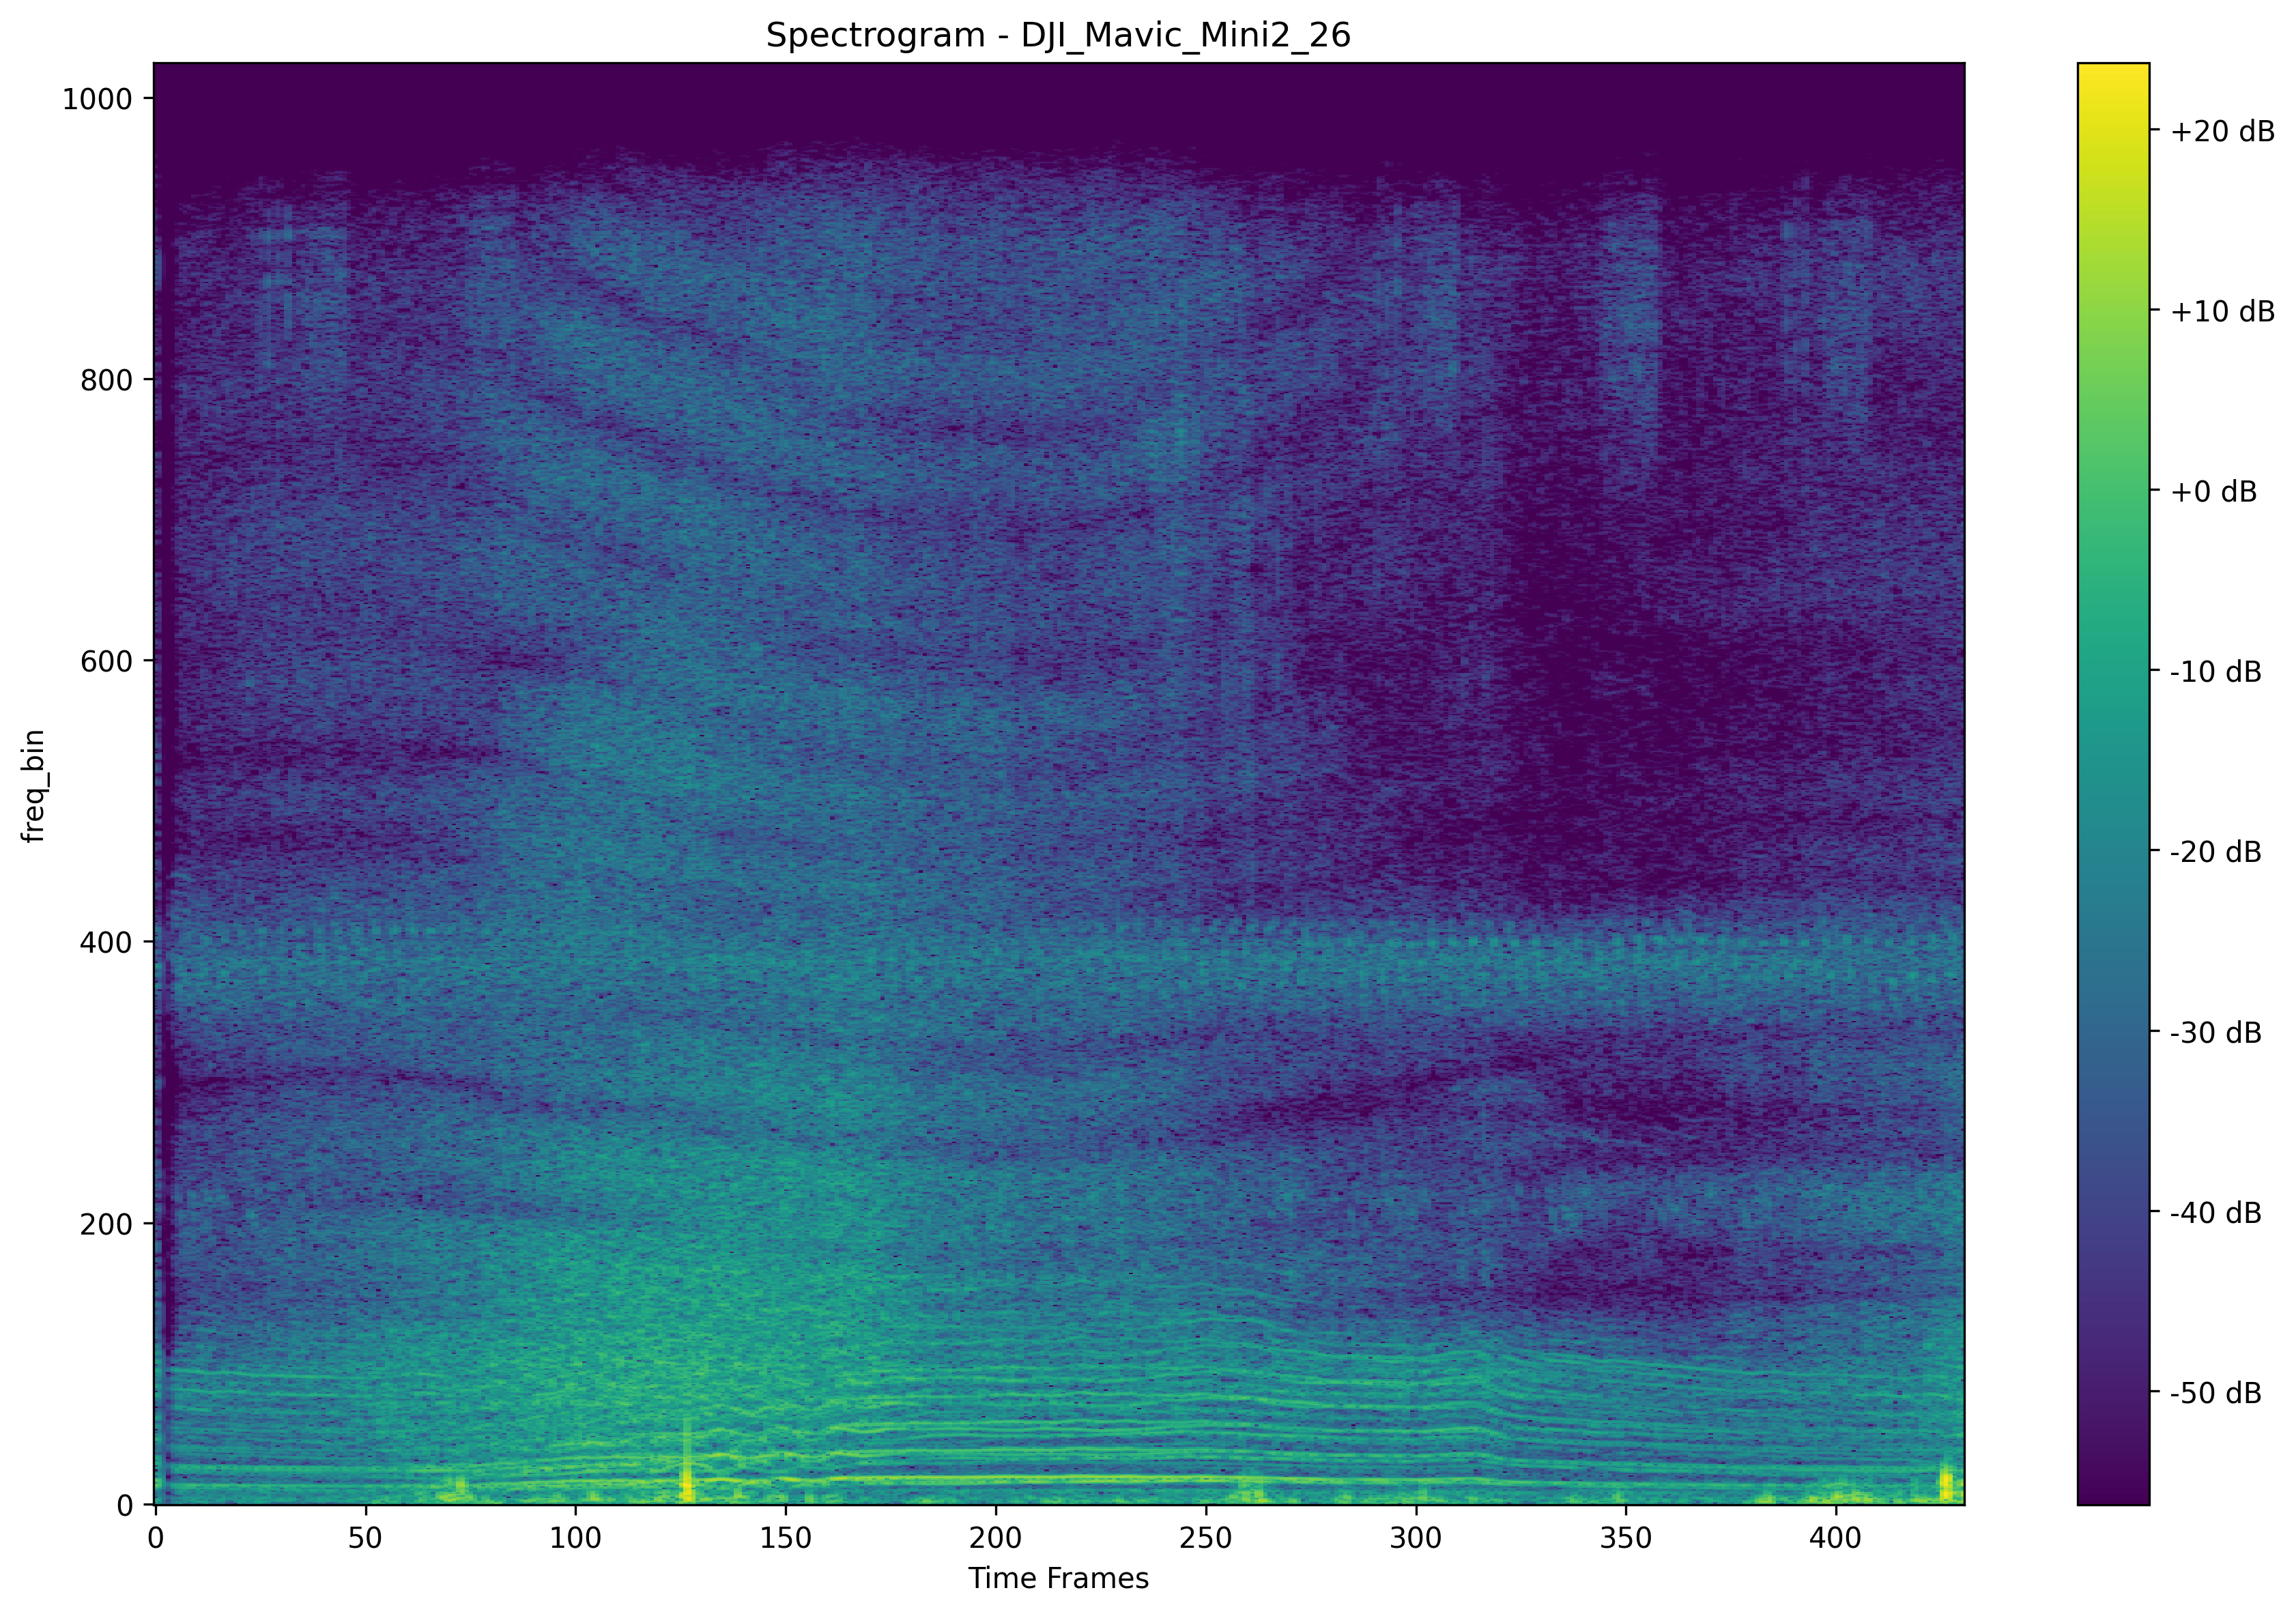 Spectrogram - DJI_Mavic_Mini2_26
1000
800
600
400
200
0
freq_bin
0 50 100 150 200 250 300 350 400
Time Frames
+20 dB
+10 dB
+0 dB
-10 dB
-20 dB
-30 dB
-40 dB
-50 dB